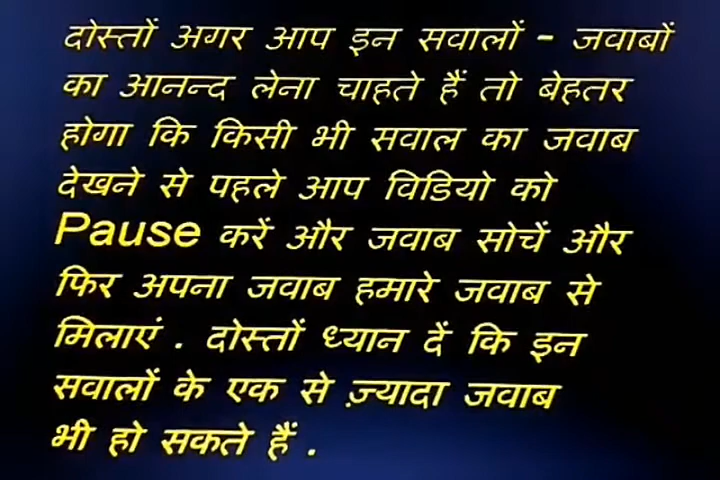 दोस्तों अगर आप इन सवालों - जवाबों
का आनन्द लेना चाहते हैं तो बेहतर
होगा कि किसी भी सवाल का जवाब
देखने से पहले आप विडियो को
Pause करें और जवाब सोचें और
फिर अपना जवाब हमारे जवाब से
मिलाएं . दोस्तों ध्यान दें कि इन
सवालों के एक से ज़्यादा जवाब
भी हो सकते हैं .